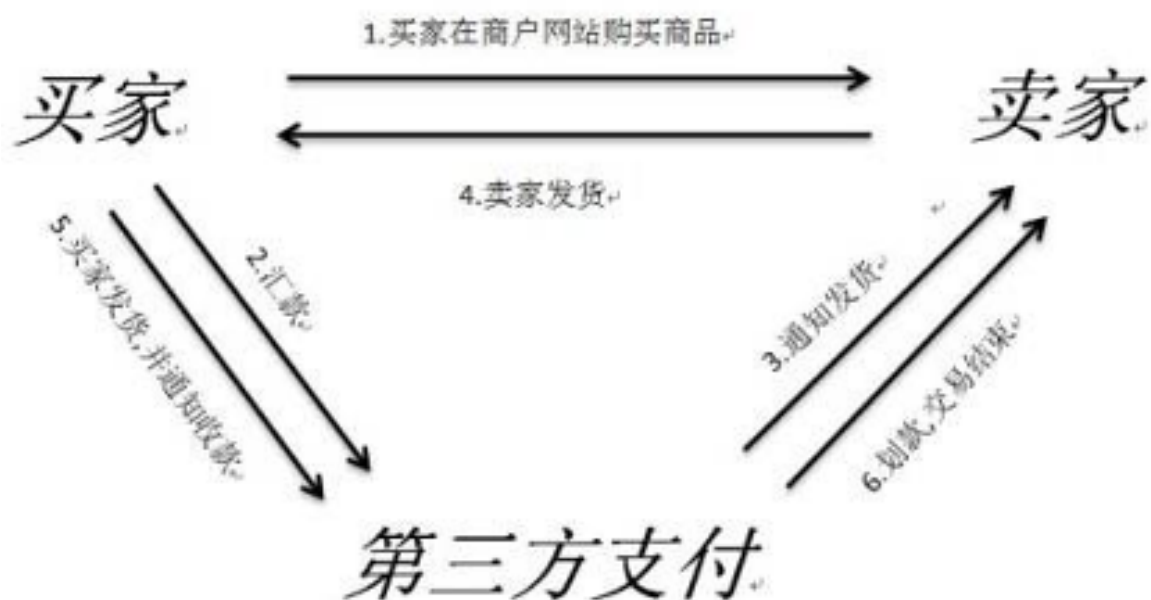 1.买家在商户网站购买商品
买家
卖家
4.卖家发货
2.汇款
5.买家发货,并通知收款
3.通知发货
6.划款,交易结束
第三方支付